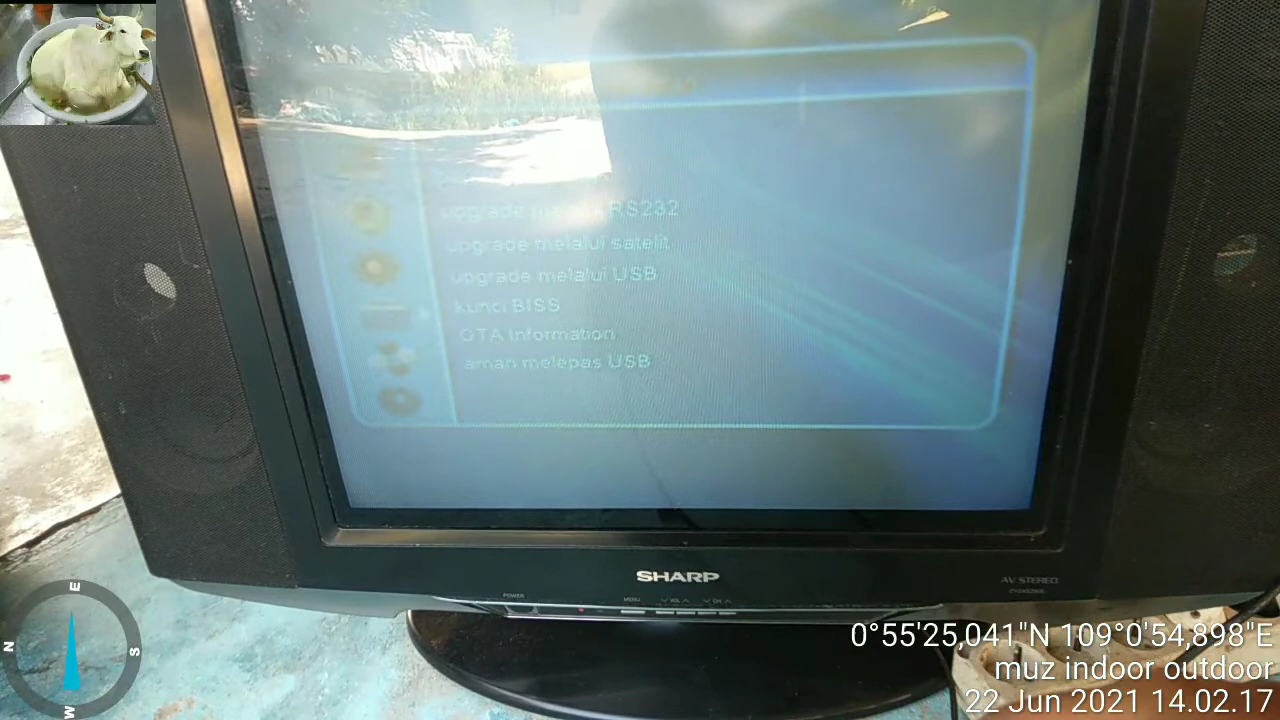 upgrade RS232
upgrade melalui satelit
upgrade melalui USB
kunci BISS
OTA Information
aman melepas USB
SHARP
AV STEREO
POWER
MENU
E
N
S
W
0°55'25,041"N 109°0'54,898"E
muz indoor outdoor
22 Jun 2021 14.02.17